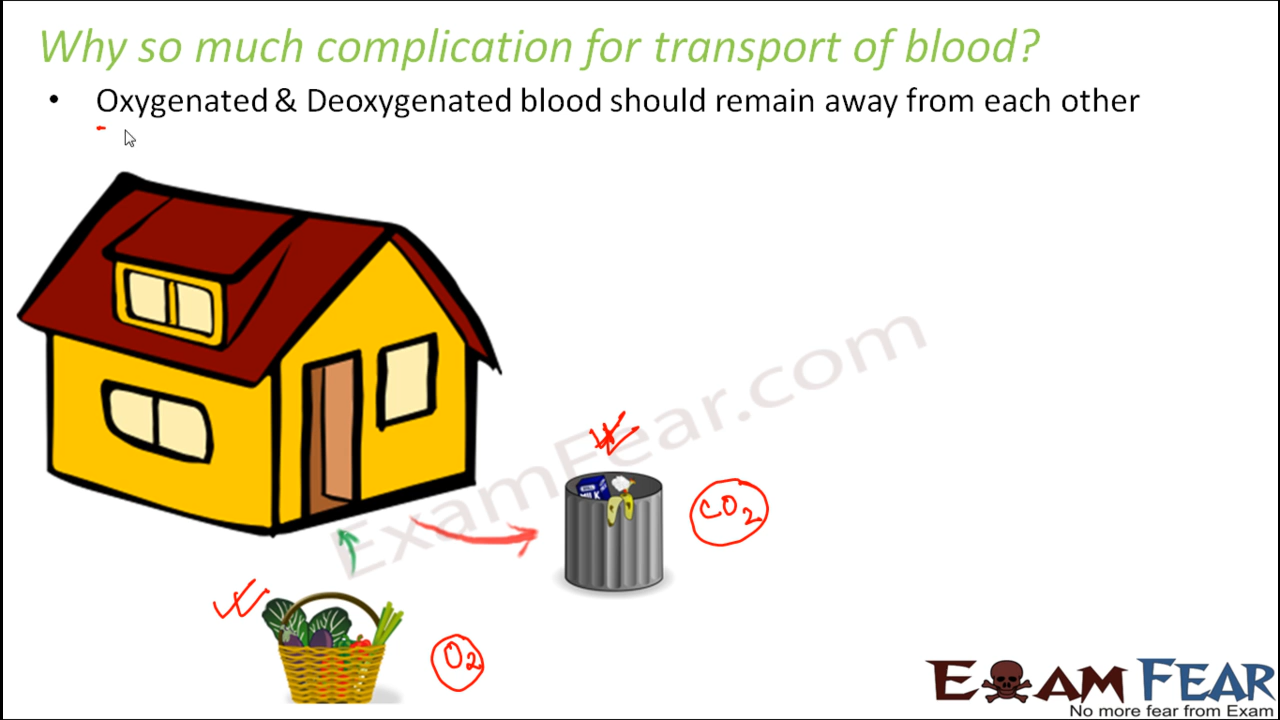 Why so much complication for transport of blood?
• Oxygenated & Deoxygenated blood should remain away from each other
ExamFear.com
MILK
CO2
O2
EXAM FEAR
No more fear from Exam